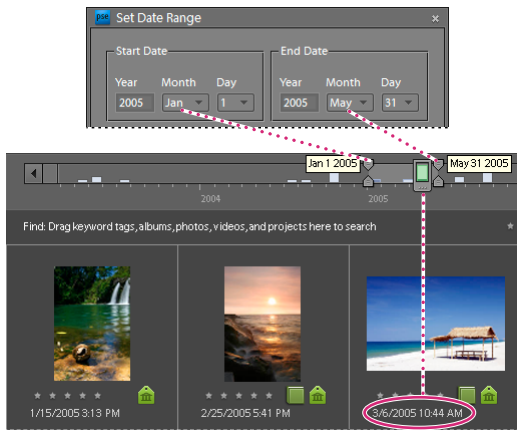 pse Set Date Range
Start Date End Date
Year Month Day Year Month Day
2005 Jan 1 2005 May 31
Jan 1 2005 May 31 2005
2004 2005
Find: Drag keyword tags, albums, photos, videos, and projects here to search
1/15/2005 3:13 PM 2/25/2005 5:41 PM 3/6/2005 10:44 AM